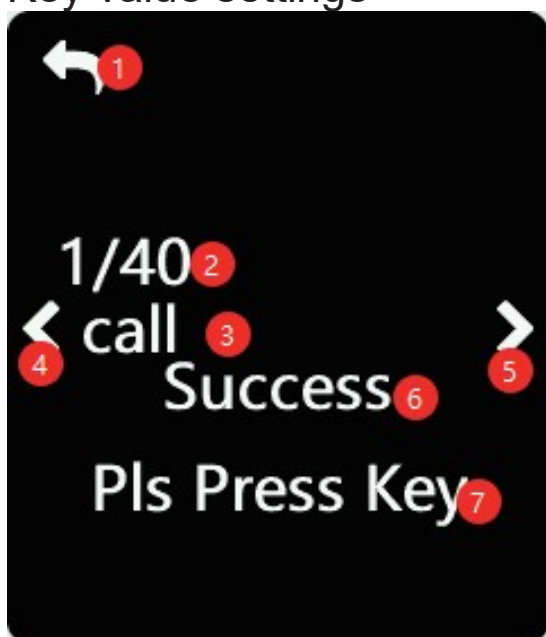 Key value settings
1
1/40 2
call 3
4
5
Success 6
Pls Press Key 7